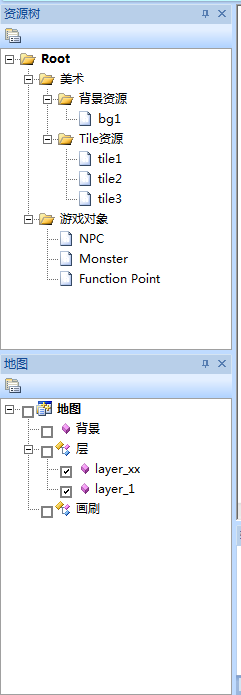 资源树
Root
美术
背景资源
bg1
Tile资源
tile1
tile2
tile3
游戏对象
NPC
Monster
Function Point
地图
地图
背景
层
layer_xx
layer_1
画刷